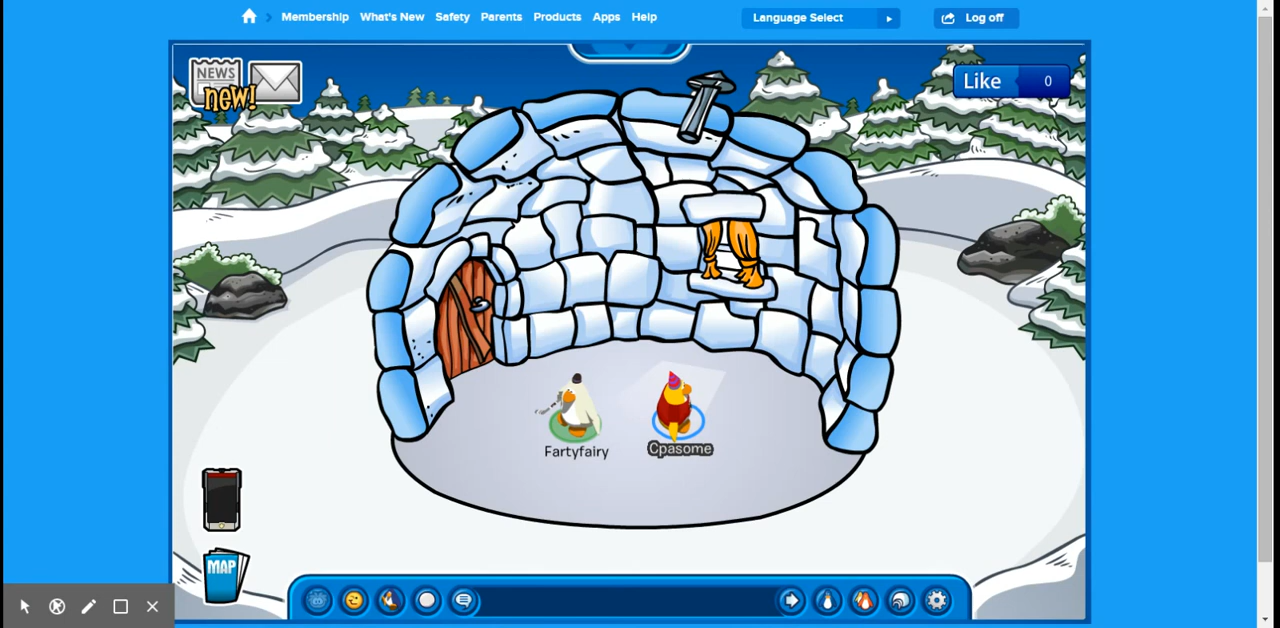 Membership What's New Safety Parents Products Apps Help Language Select Log off
NEWS
new!
Like 0
Fartyfairy
Cpasome
MAP